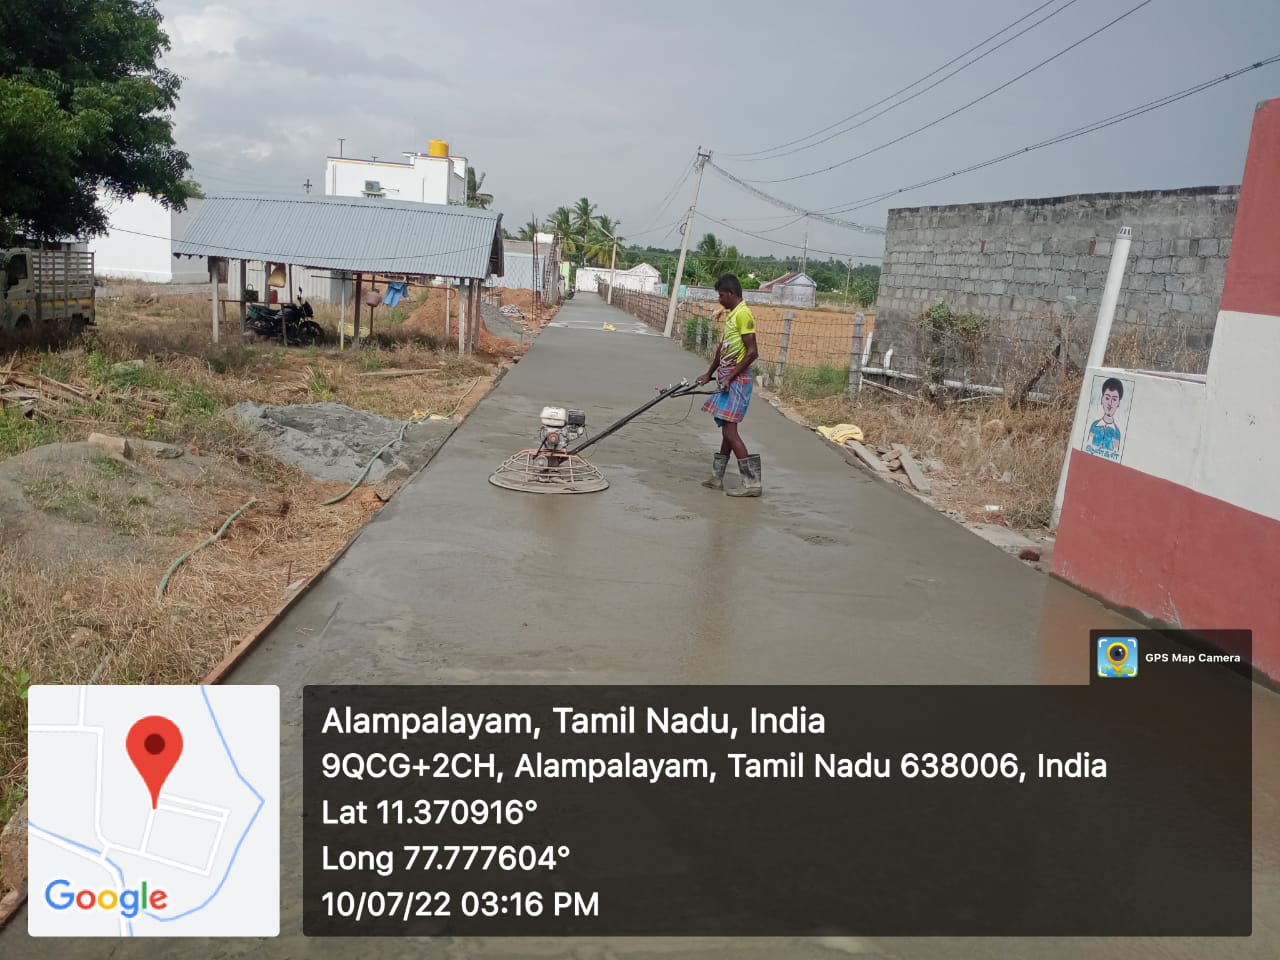 GPS Map Camera
Alampalayam, Tamil Nadu, India
9QCG+2CH, Alampalayam, Tamil Nadu 638006, India
Lat 11.370916°
Long 77.777604°
10/07/22 03:16 PM
Google